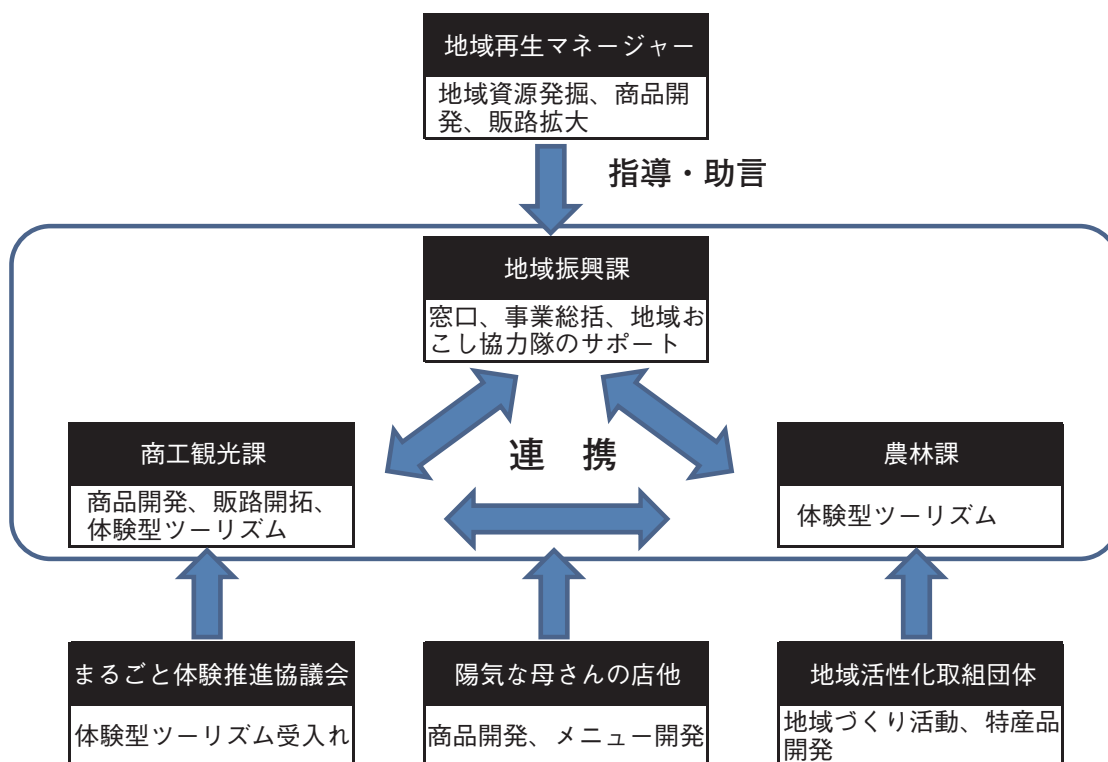 地域再生マネージャー
地域資源発掘、商品開
発、販路拡大
指導・助言
地域振興課
窓口、事業総括、地域お
こし協力隊のサポート
商工観光課
商品開発、販路開拓、
体験型ツーリズム
連　携
農林課
体験型ツーリズム
まるごと体験推進協議会
体験型ツーリズム受入れ
陽気な母さんの店他
商品開発、メニュー開発
地域活性化取組団体
地域づくり活動、特産品
開発